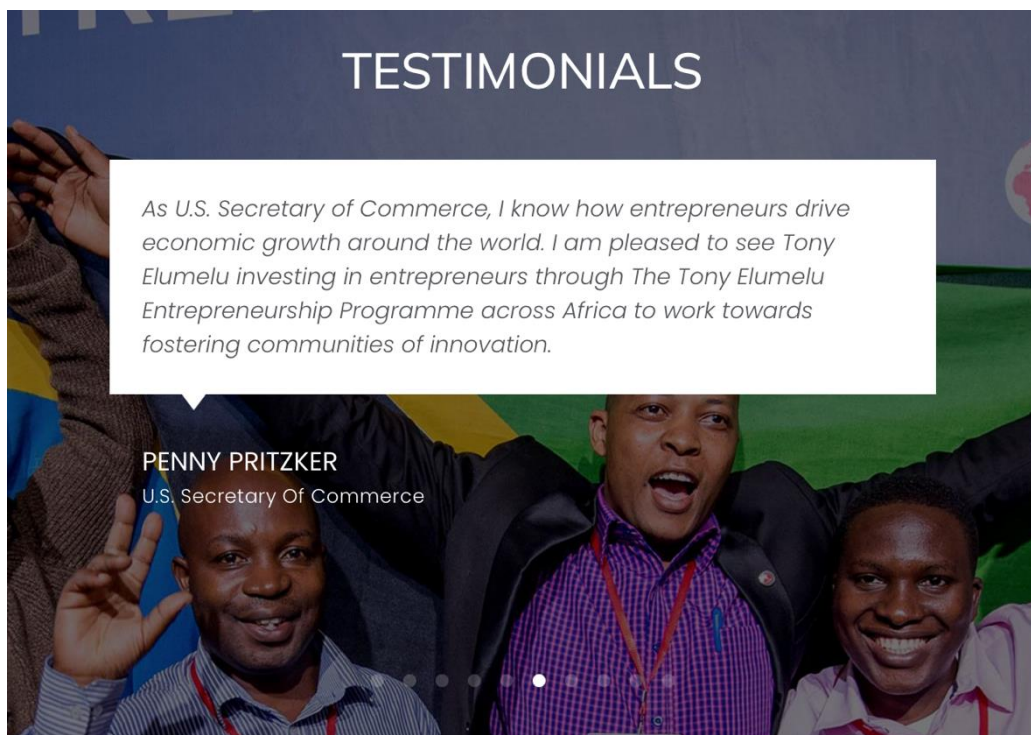 TESTIMONIALS
As U.S. Secretary of Commerce, I know how entrepreneurs drive
economic growth around the world. I am pleased to see Tony
Elumelu investing in entrepreneurs through The Tony Elumelu
Entrepreneurship Programme across Africa to work towards
fostering communities of innovation.
PENNY PRITZKER
U.S. Secretary Of Commerce